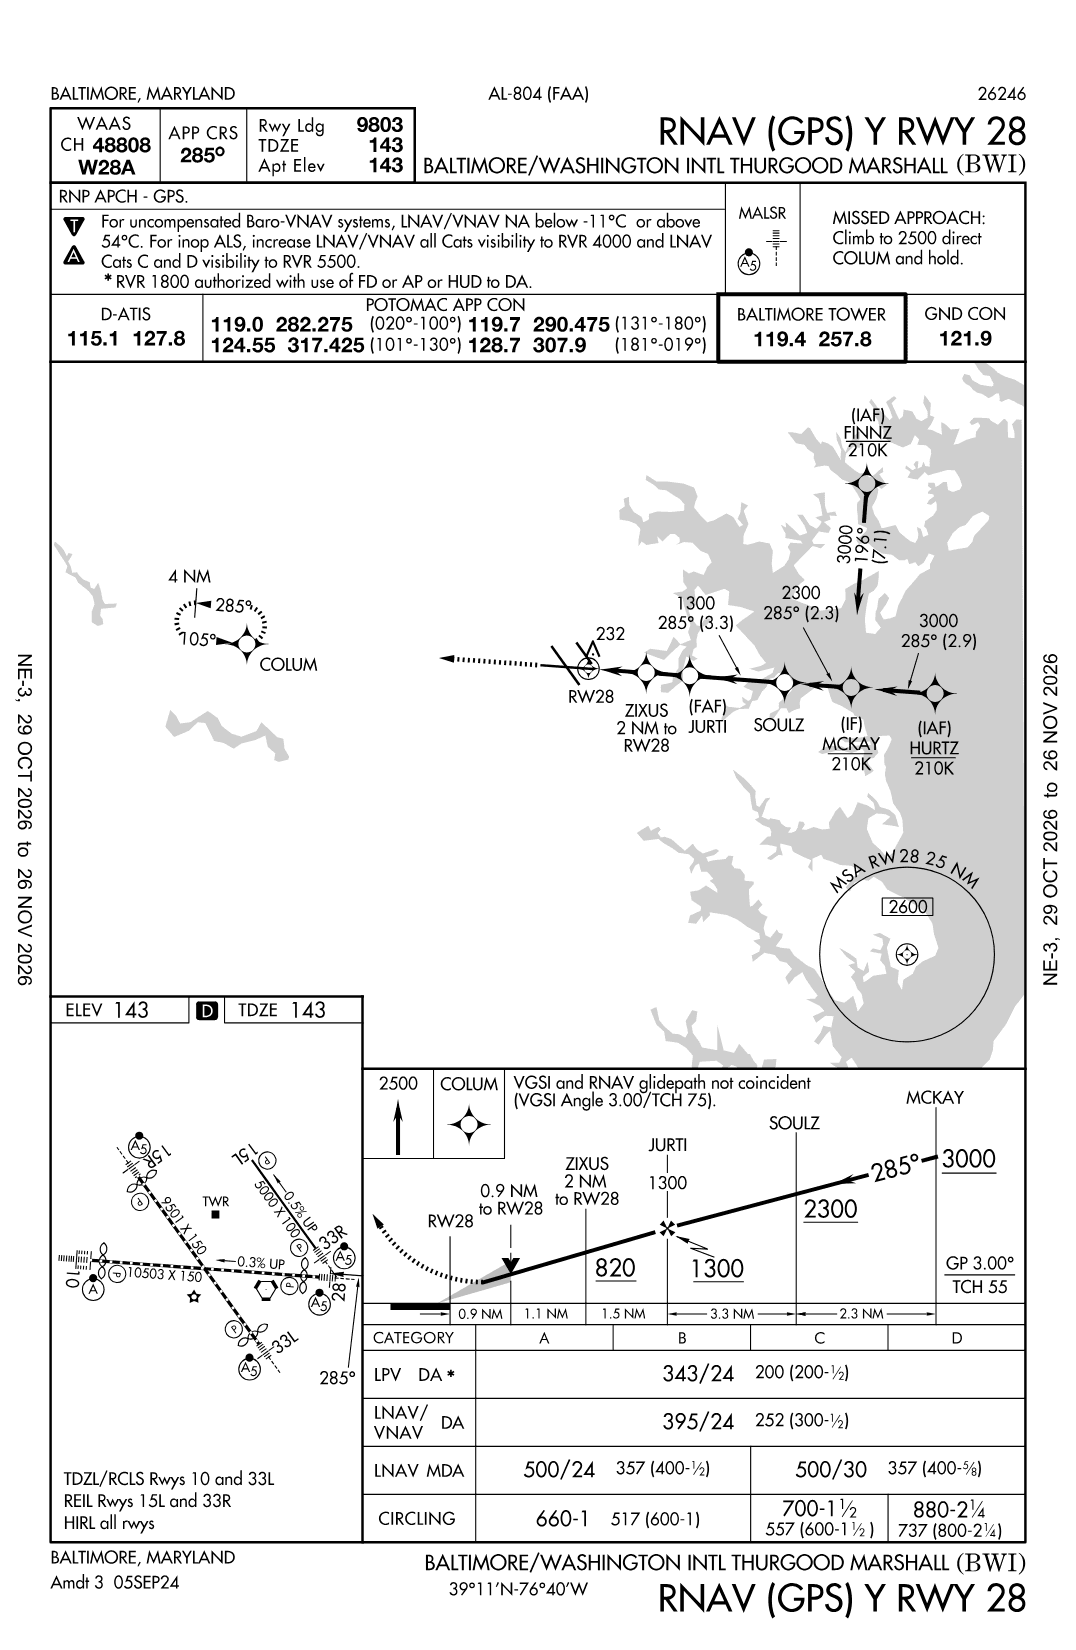 BALTIMORE, MARYLAND
AL-804 (FAA)
26246
WAAS
CH 48808
W28A
APP CRS
285°
Rwy Ldg 9803
TDZE 143
Apt Elev 143
RNAV (GPS) Y RWY 28
BALTIMORE/WASHINGTON INTL THURGOOD MARSHALL (BWI)
RNP APCH - GPS.
T
A
For uncompensated Baro-VNAV systems, LNAV/VNAV NA below -11°C or above
54°C. For inop ALS, increase LNAV/VNAV all Cats visibility to RVR 4000 and LNAV
Cats C and D visibility to RVR 5500.
* RVR 1800 authorized with use of FD or AP or HUD to DA.
MALSR
A5
MISSED APPROACH:
Climb to 2500 direct
COLUM and hold.
D-ATIS
115.1 127.8
POTOMAC APP CON
119.0 282.275 (020°-100°) 119.7 290.475 (131°-180°)
124.55 317.425 (101°-130°) 128.7 307.9 (181°-019°)
BALTIMORE TOWER
119.4 257.8
GND CON
121.9
(IAF)
FINNZ
210K
3000
196°
(7.1)
4 NM
285°
105°
COLUM
232
RW28
1300
285° (3.3)
2300
285° (2.3)
3000
285° (2.9)
ZIXUS
2 NM to
RW28
(FAF)
JURTI
SOULZ
(IF)
MCKAY
210K
(IAF)
HURTZ
210K
MSA RW28 25 NM
2600
NE-3, 29 OCT 2026 to 26 NOV 2026
NE-3, 29 OCT 2026 to 26 NOV 2026
ELEV 143
D
TDZE 143
A5
15R
P
15L
P
9501 X 150
TWR
5000 X 100
0.5% UP
33R
P
A5
0.3% UP
10503 X 150
10
A
P
P
28
A5
P
33L
A5
285°
TDZL/RCLS Rwys 10 and 33L
REIL Rwys 15L and 33R
HIRL all rwys
2500
COLUM
VGSI and RNAV glidepath not coincident
(VGSI Angle 3.00/TCH 75).
MCKAY
SOULZ
JURTI
1300
ZIXUS
2 NM
to RW28
0.9 NM
to RW28
RW28
285°
3000
2300
1300
820
GP 3.00°
TCH 55
0.9 NM
1.1 NM
1.5 NM
3.3 NM
2.3 NM
CATEGORY A B C D
LPV DA * 343/24 200 (200-½)
LNAV/
VNAV DA 395/24 252 (300-½)
LNAV MDA 500/24 357 (400-½) 500/30 357 (400-⅝)
CIRCLING 660-1 517 (600-1)
700-1½
557 (600-1½ )
880-2¼
737 (800-2¼)
BALTIMORE, MARYLAND
Amdt 3 05SEP24
39°11'N-76°40'W
BALTIMORE/WASHINGTON INTL THURGOOD MARSHALL (BWI)
RNAV (GPS) Y RWY 28